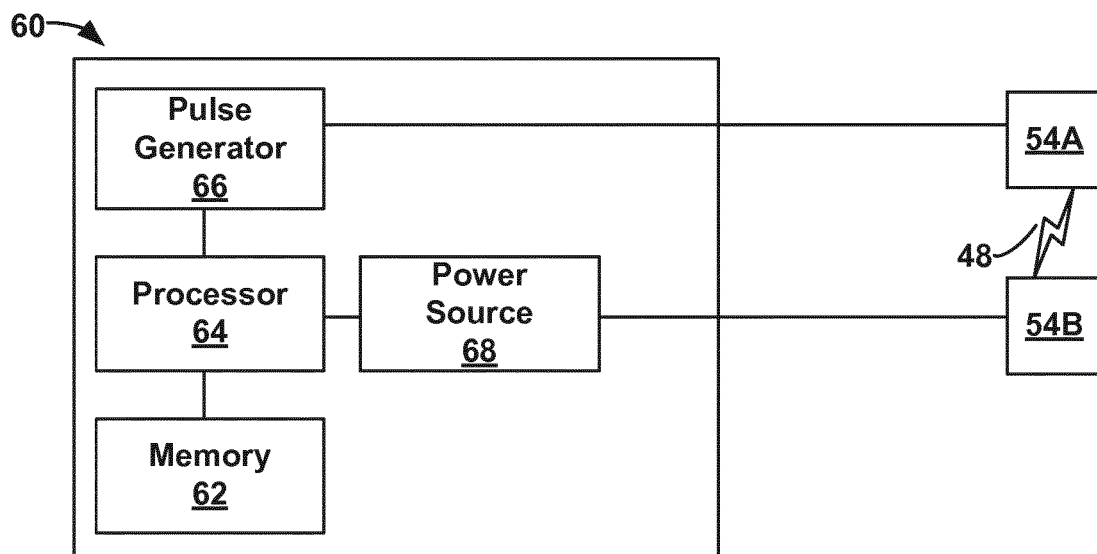 60
Pulse
Generator
66
54A
48
Processor
64
Power
Source
68
54B
Memory
62